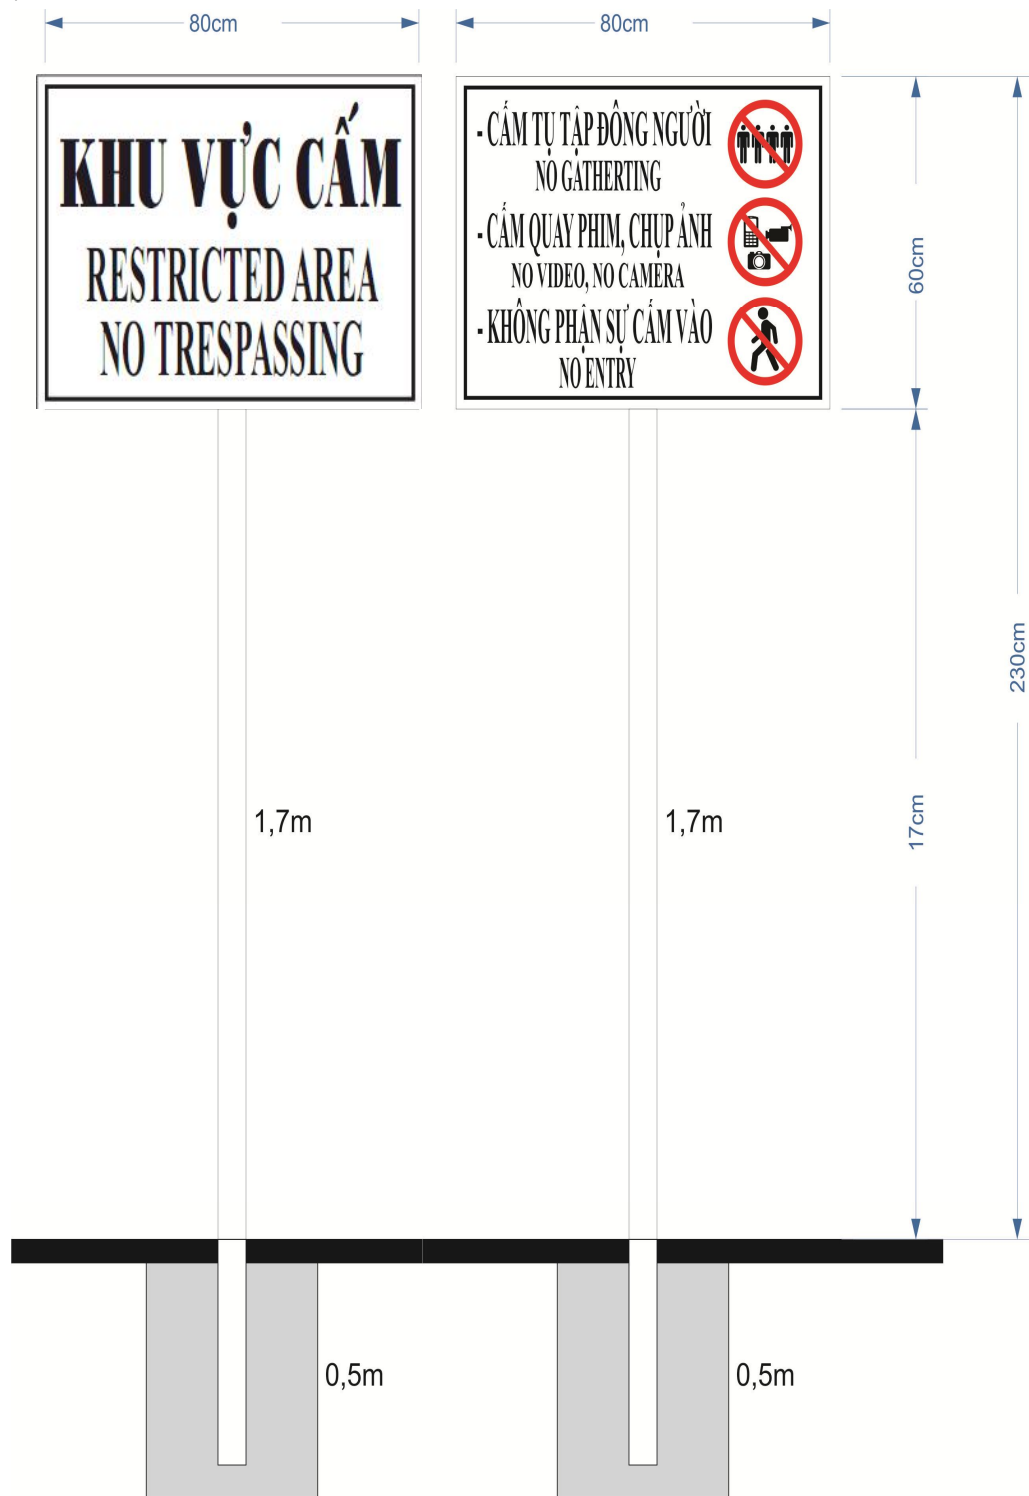 80cm
80cm
KHU VỰC CẤM
RESTRICTED AREA
NO TRESPASSING
- CẤM TỤ TẬP ĐÔNG NGƯỜI
NO GATHERTING
- CẤM QUAY PHIM, CHỤP ẢNH
NO VIDEO, NO CAMERA
- KHÔNG PHẬN SỰ CẤM VÀO
NO ENTRY
60cm
230cm
1,7m
1,7m
17cm
0,5m
0,5m